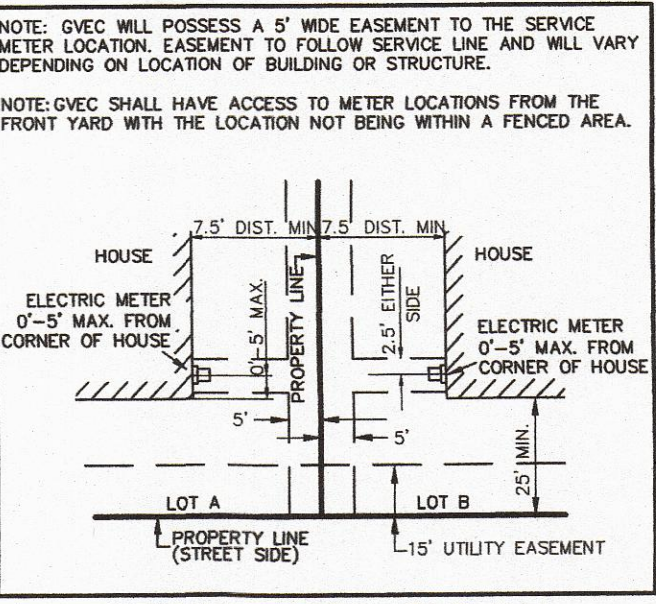 NOTE: GVEC WILL POSSESS A 5' WIDE EASEMENT TO THE SERVICE
METER LOCATION. EASEMENT TO FOLLOW SERVICE LINE AND WILL VARY
DEPENDING ON LOCATION OF BUILDING OR STRUCTURE.
NOTE: GVEC SHALL HAVE ACCESS TO METER LOCATIONS FROM THE
FRONT YARD WITH THE LOCATION NOT BEING WITHIN A FENCED AREA.
7.5' DIST. MIN
7.5' DIST. MIN
HOUSE
HOUSE
ELECTRIC METER
0'-5' MAX. FROM
CORNER OF HOUSE
0'-5' MAX.
PROPERTY LINE
2.5' EITHER
SIDE
ELECTRIC METER
0'-5' MAX. FROM
CORNER OF HOUSE
5'
5'
25' MIN.
LOT A
LOT B
PROPERTY LINE
(STREET SIDE)
15' UTILITY EASEMENT